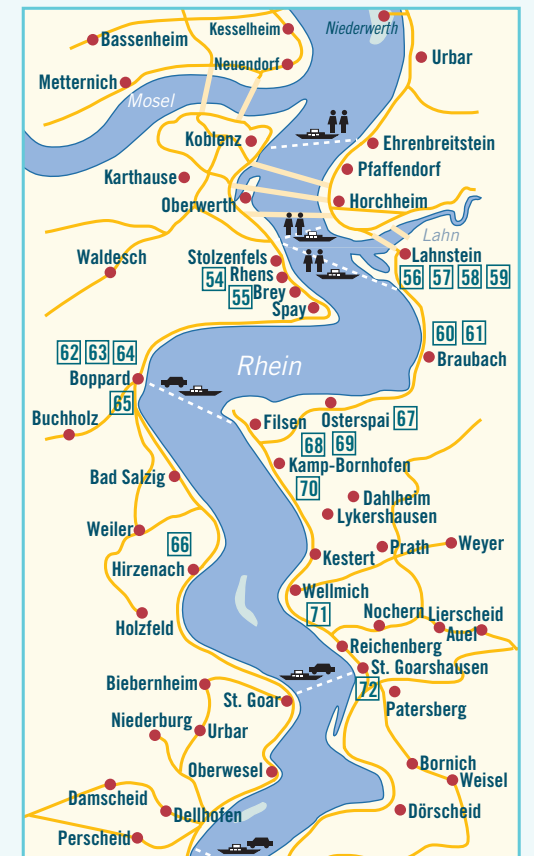 Kesselheim
Niederwerth
Bassenheim
Urbar
Neuendorf
Metternich
Mosel
Koblenz
Ehrenbreitstein
Pfaffendorf
Karthause
Oberwerth
Horchheim
Lahn
Waldesch
Stolzenfels
Lahnstein
54 Rhens
56 57 58 59
55 Brey
Spay
60 61
62 63 64
Braubach
Rhein
Boppard
65
Buchholz
Filsen
Osterspai 67
68 69
Kamp-Bornhofen
Bad Salzig
70
Dahlheim
Lykershausen
Weiler
66
Prath
Weyer
Kestert
Hirzenach
Wellmich
71
Nochern
Lierscheid
Holzfeld
Auel
Reichenberg
St. Goarshausen
Biebernheim
72
St. Goar
Patersberg
Niederburg
Urbar
Oberwesel
Bornich
Weisel
Damscheid
Dellhofen
Dörscheid
Perscheid